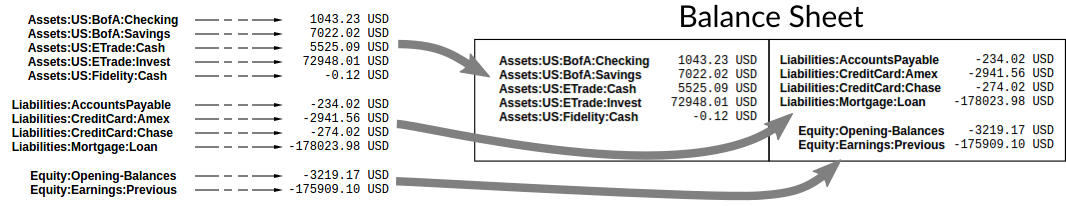 Balance Sheet
Assets:US:BofA:Checking 1043.23 USD
Assets:US:BofA:Savings 7022.02 USD
Assets:US:ETrade:Cash 5525.09 USD
Assets:US:ETrade:Invest 72948.01 USD
Assets:US:Fidelity:Cash -0.12 USD
Liabilities:AccountsPayable -234.02 USD
Liabilities:CreditCard:Amex -2941.56 USD
Liabilities:CreditCard:Chase -274.02 USD
Liabilities:Mortgage:Loan -178023.98 USD
Equity:Opening-Balances -3219.17 USD
Equity:Earnings:Previous -175909.10 USD
Assets:US:BofA:Checking 1043.23 USD
Assets:US:BofA:Savings 7022.02 USD
Assets:US:ETrade:Cash 5525.09 USD
Assets:US:ETrade:Invest 72948.01 USD
Assets:US:Fidelity:Cash -0.12 USD
Liabilities:AccountsPayable -234.02 USD
Liabilities:CreditCard:Amex -2941.56 USD
Liabilities:CreditCard:Chase -274.02 USD
Liabilities:Mortgage:Loan -178023.98 USD
Equity:Opening-Balances -3219.17 USD
Equity:Earnings:Previous -175909.10 USD